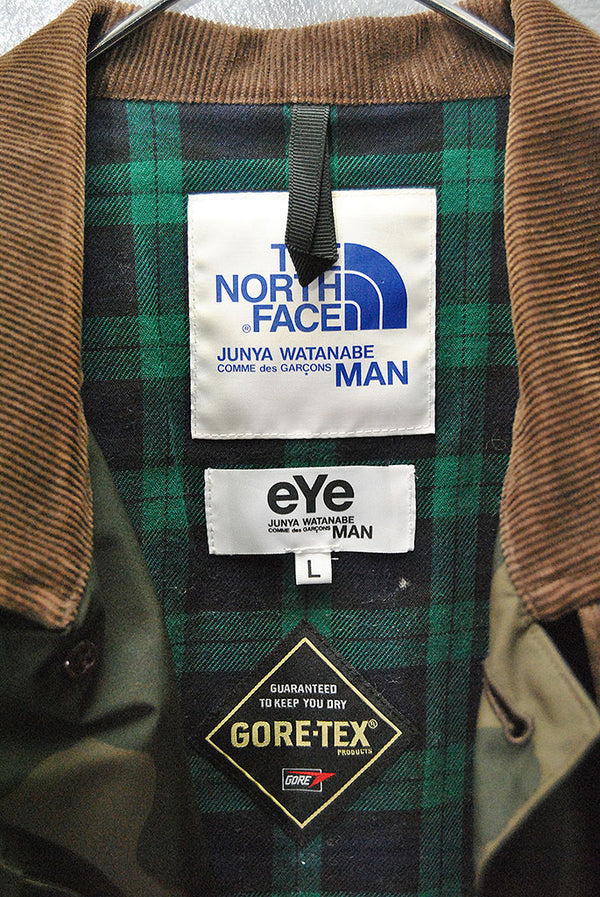 THE
NORTH
®FACE
JUNYA WATANABE
COMME des GARÇONS MAN
eYe
JUNYA WATANABE
COMME des GARÇONS MAN
L
GUARANTEED
TO KEEP YOU DRY
GORE-TEX®
PRODUCTS
GORE